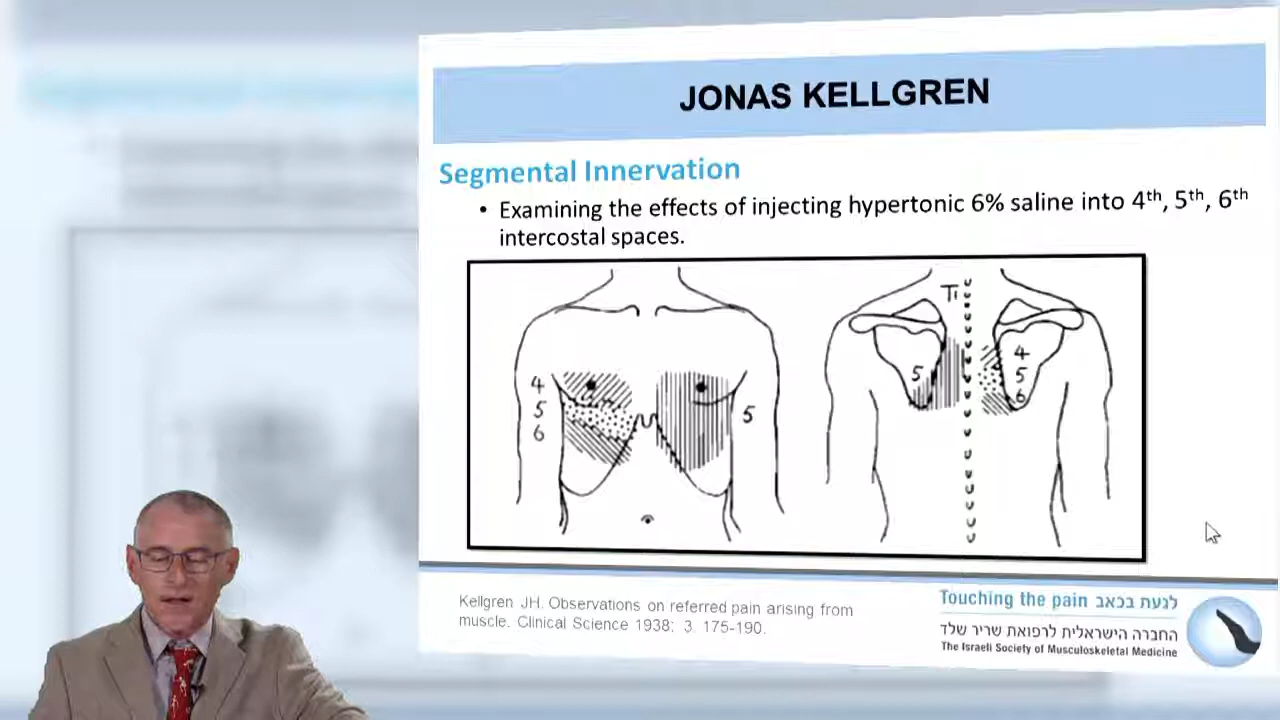 JONAS KELLGREN
Segmental Innervation
• Examining the effects of injecting hypertonic 6% saline into 4th, 5th, 6th
intercostal spaces.
4
5
6
5
T1
5
4
5
6
Kellgren JH. Observations on referred pain arising from
muscle. Clinical Science 1938; 3. 175-190.
Touching the pain לגעת בכאב
החברה הישראלית לרפואת שריר שלד
The Israeli Society of Musculoskeletal Medicine